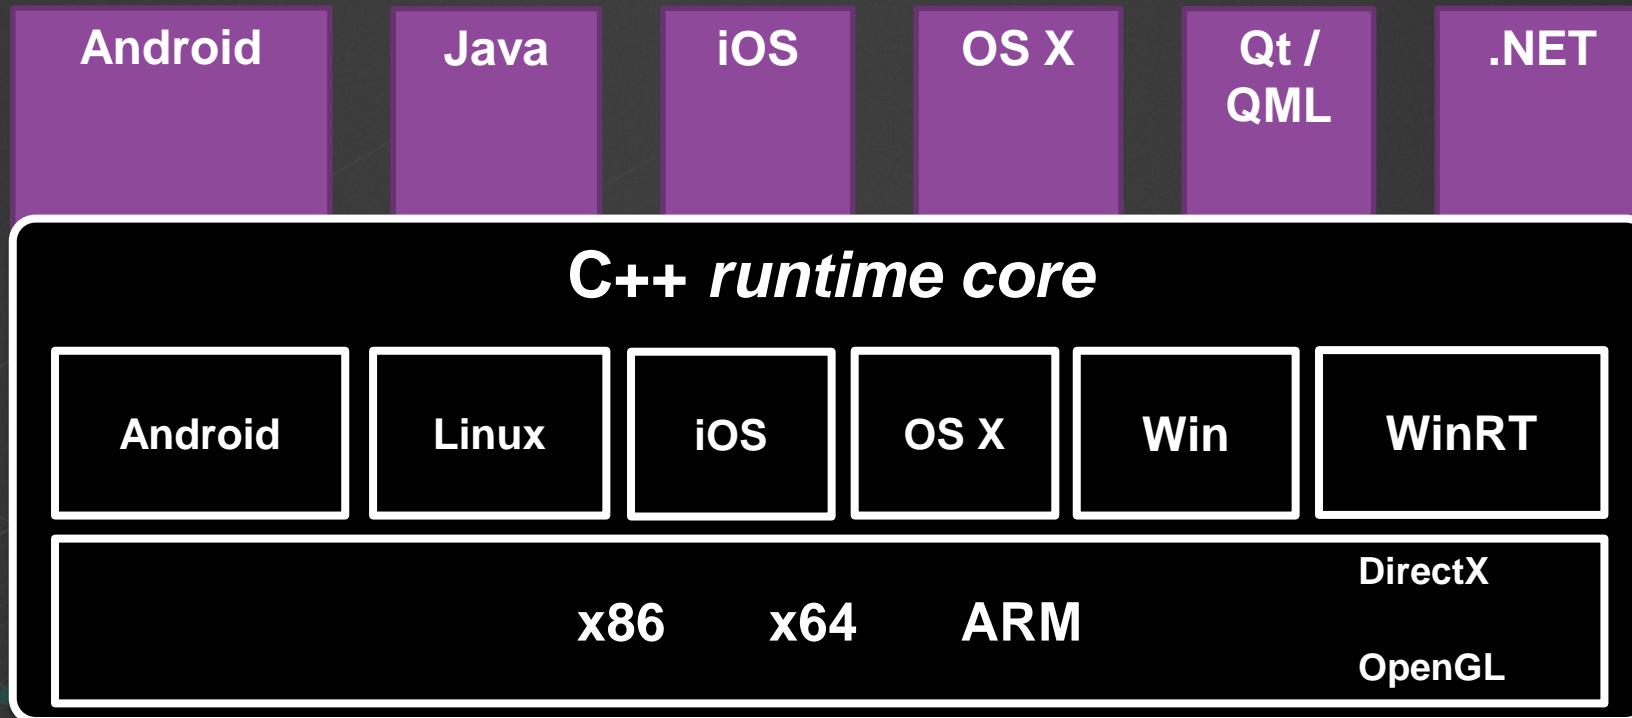 Android
Java
iOS
OS X
Qt /
QML
.NET
C++ runtime core
Android
Linux
iOS
OS X
Win
WinRT
x86
x64
ARM
DirectX
OpenGL